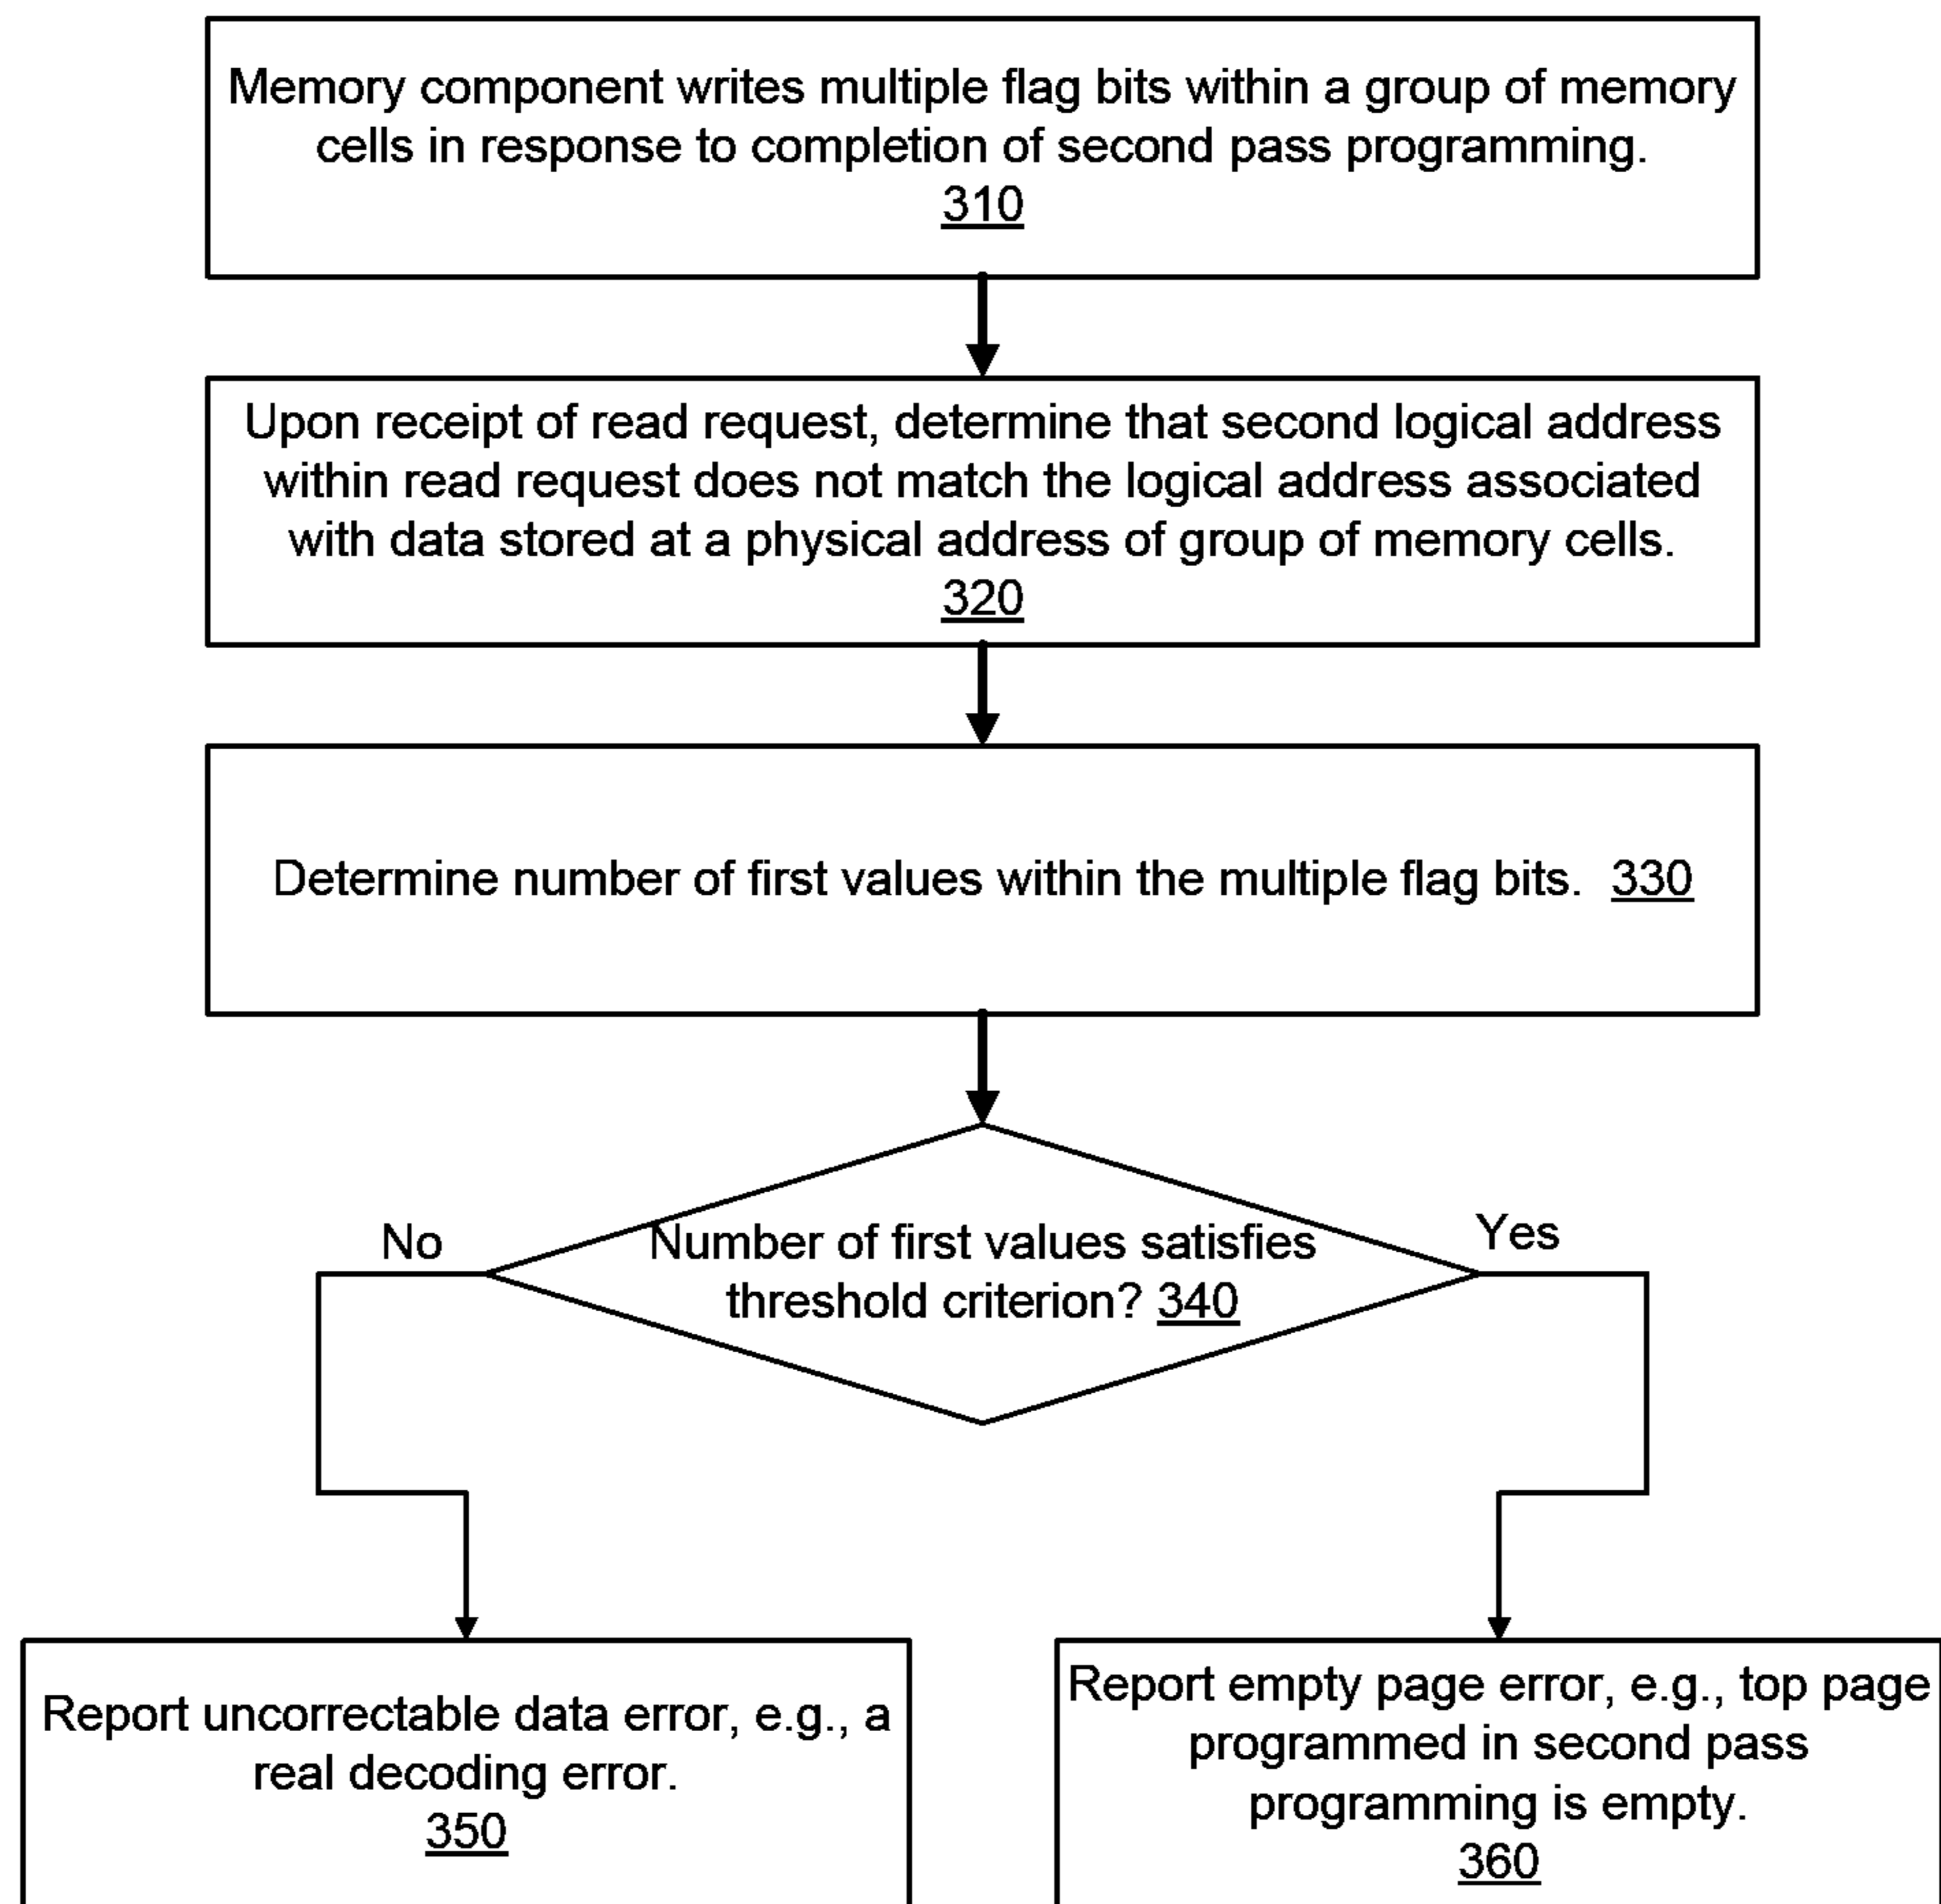 Memory component writes multiple flag bits within a group of memory
cells in response to completion of second pass programming.
310
Upon receipt of read request, determine that second logical address
within read request does not match the logical address associated
with data stored at a physical address of group of memory cells.
320
Determine number of first values within the multiple flag bits. 330
No
Number of first values satisfies
threshold criterion? 340
Yes
Report uncorrectable data error, e.g., a
real decoding error.
350
Report empty page error, e.g., top page
programmed in second pass
programming is empty.
360